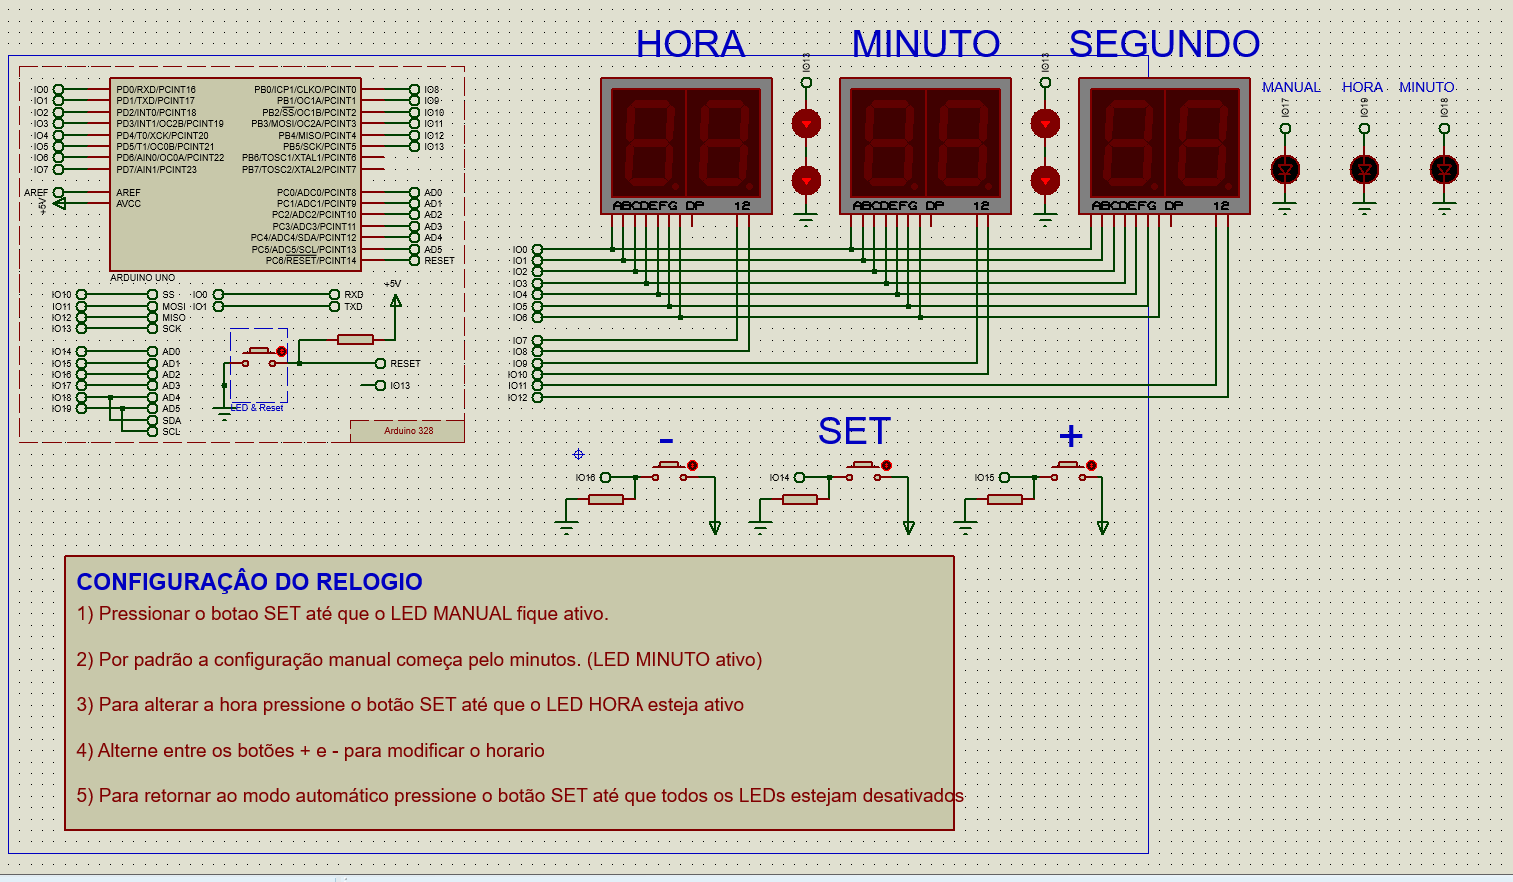 HORA
MINUTO
SEGUNDO
IO13
IO13
MANUAL
HORA
MINUTO
IO17
IO19
IO18
IO0
IO1
IO2
IO3
IO4
IO5
IO6
IO7
AREF
+5V
PD0/RXD/PCINT16
PD1/TXD/PCINT17
PD2/INT0/PCINT18
PD3/INT1/OC2B/PCINT19
PD4/T0/XCK/PCINT20
PD5/T1/OC0B/PCINT21
PD6/AIN0/OC0A/PCINT22
PD7/AIN1/PCINT23
AREF
AVCC
PB0/ICP1/CLKO/PCINT0
PB1/OC1A/PCINT1
PB2/SS/OC1B/PCINT2
PB3/MOSI/OC2A/PCINT3
PB4/MISO/PCINT4
PB5/SCK/PCINT5
PB6/TOSC1/XTAL1/PCINT6
PB7/TOSC2/XTAL2/PCINT7
PC0/ADC0/PCINT8
PC1/ADC1/PCINT9
PC2/ADC2/PCINT10
PC3/ADC3/PCINT11
PC4/ADC4/SDA/PCINT12
PC5/ADC5/SCL/PCINT13
PC6/RESET/PCINT14
IO8
IO9
IO10
IO11
IO12
IO13
AD0
AD1
AD2
AD3
AD4
AD5
RESET
ARDUINO UNO
ABCDEFG DP 12
ABCDEFG DP 12
ABCDEFG DP 12
IO0
IO1
IO2
IO3
IO4
IO5
IO6
IO7
IO8
IO9
IO10
IO11
IO12
IO10 SS
IO11 MOSI
IO12 MISO
IO13 SCK
IO0 RXD
IO1 TXD
+5V
IO14 AD0
IO15 AD1
IO16 AD2
IO17 AD3
IO18 AD4
IO19 AD5
SDA
SCL
RESET
IO13
LED & Reset
Arduino 328
-
SET
+
IO16
IO14
IO15
CONFIGURAÇÂO DO RELOGIO
1) Pressionar o botao SET até que o LED MANUAL fique ativo.
2) Por padrão a configuração manual começa pelo minutos. (LED MINUTO ativo)
3) Para alterar a hora pressione o botão SET até que o LED HORA esteja ativo
4) Alterne entre os botões + e - para modificar o horario
5) Para retornar ao modo automático pressione o botão SET até que todos os LEDs estejam desativados